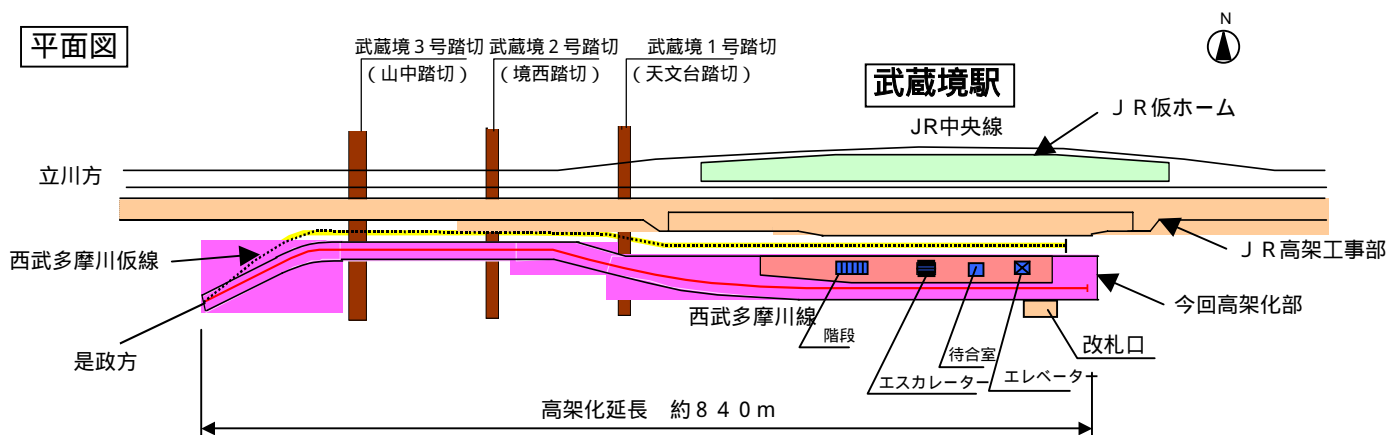 平面図
武蔵境3号踏切
(山中踏切)
武蔵境2号踏切
(境西踏切)
武蔵境1号踏切
(天文台踏切)
N
武蔵境駅
JR中央線
JR仮ホーム
立川方
西武多摩川仮線
JR高架工事部
今回高架化部
西武多摩川線
階段
エスカレーター
待合室
エレベーター
改札口
是政方
高架化延長 約840m